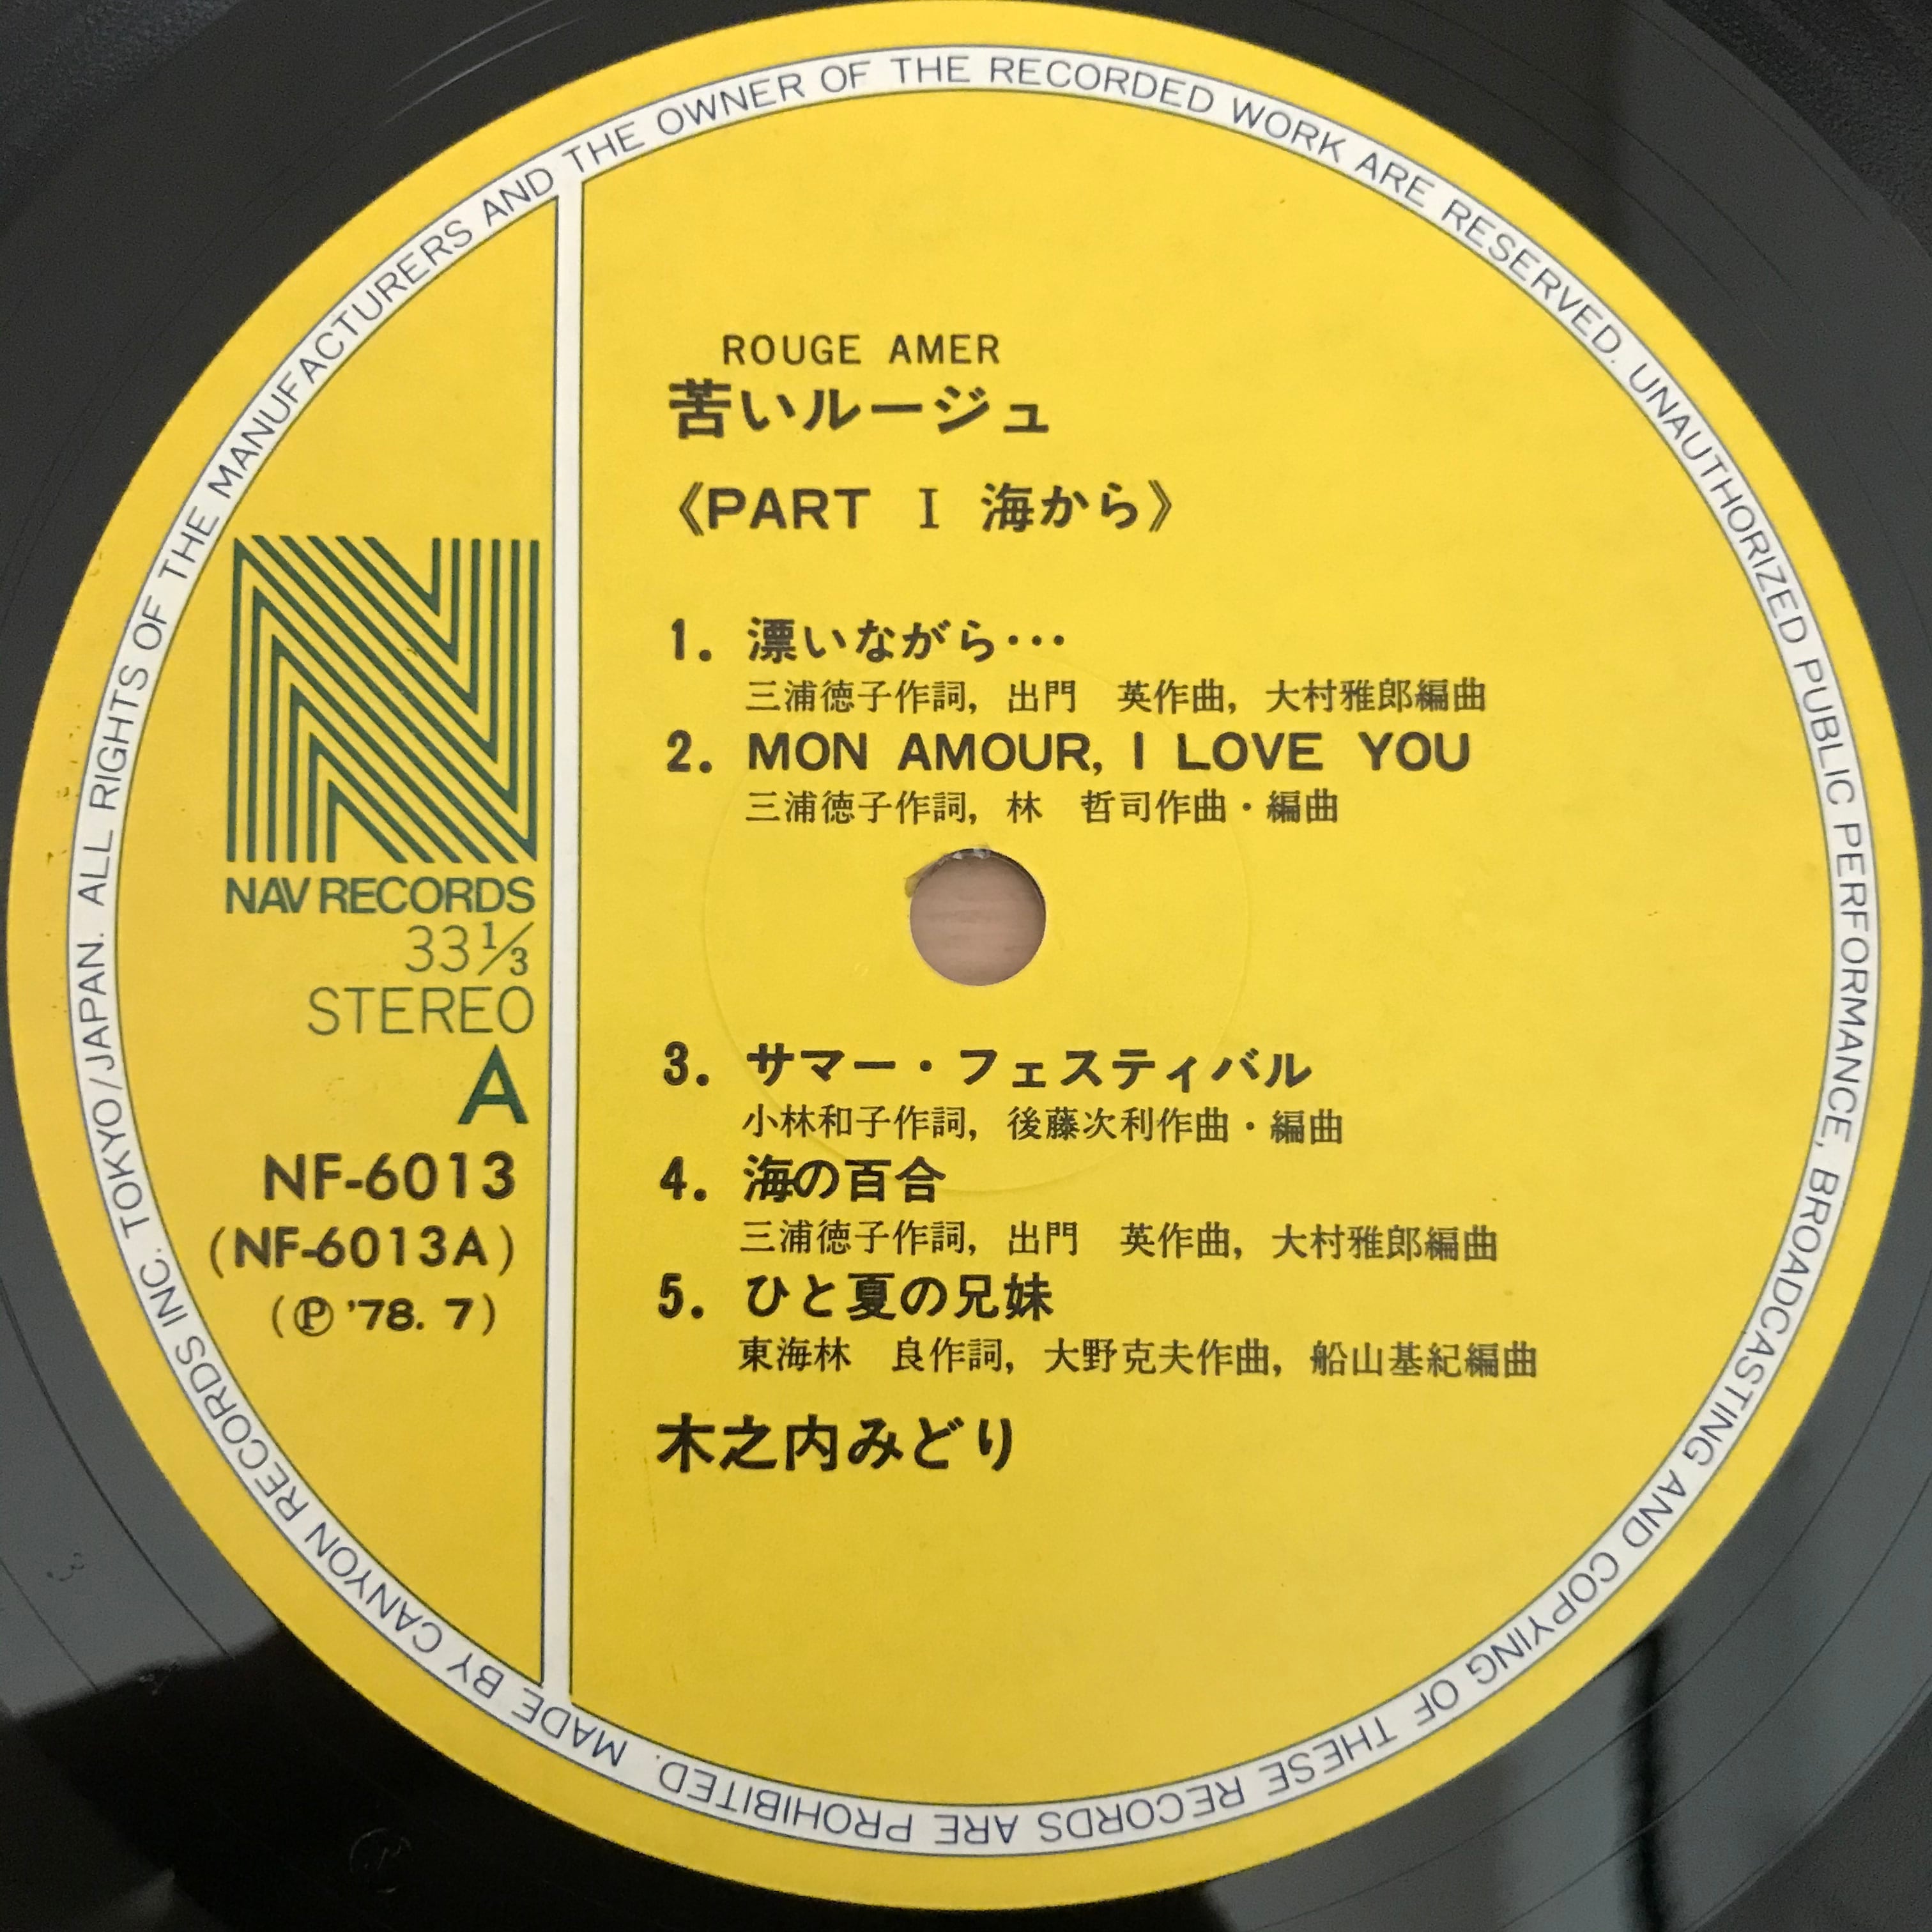 ROUGE AMER
苦いルージュ
《PART I 海から》
1. 漂いながら…
三浦徳子作詞, 出門 英作曲, 大村雅郎編曲
2. MON AMOUR, I LOVE YOU
三浦徳子作詞, 林 哲司作曲・編曲
3. サマー・フェスティバル
小林和子作詞, 後藤次利作曲・編曲
4. 海の百合
三浦徳子作詞, 出門 英作曲, 大村雅郎編曲
5. ひと夏の兄妹
東海林 良作詞, 大野克夫作曲, 船山基紀編曲
木之内みどり
N
NAV RECORDS
33⅓
STEREO
A
NF-6013
(NF-6013A)
(Ⓟ '78. 7)
ALL RIGHTS OF THE MANUFACTURERS AND THE OWNER OF THE RECORDED WORK ARE RESERVED. UNAUTHORIZED PUBLIC PERFORMANCE, BROADCASTING AND COPYING OF THESE RECORDS ARE PROHIBITED. MADE BY CANYON RECORDS INC. TOKYO/JAPAN.